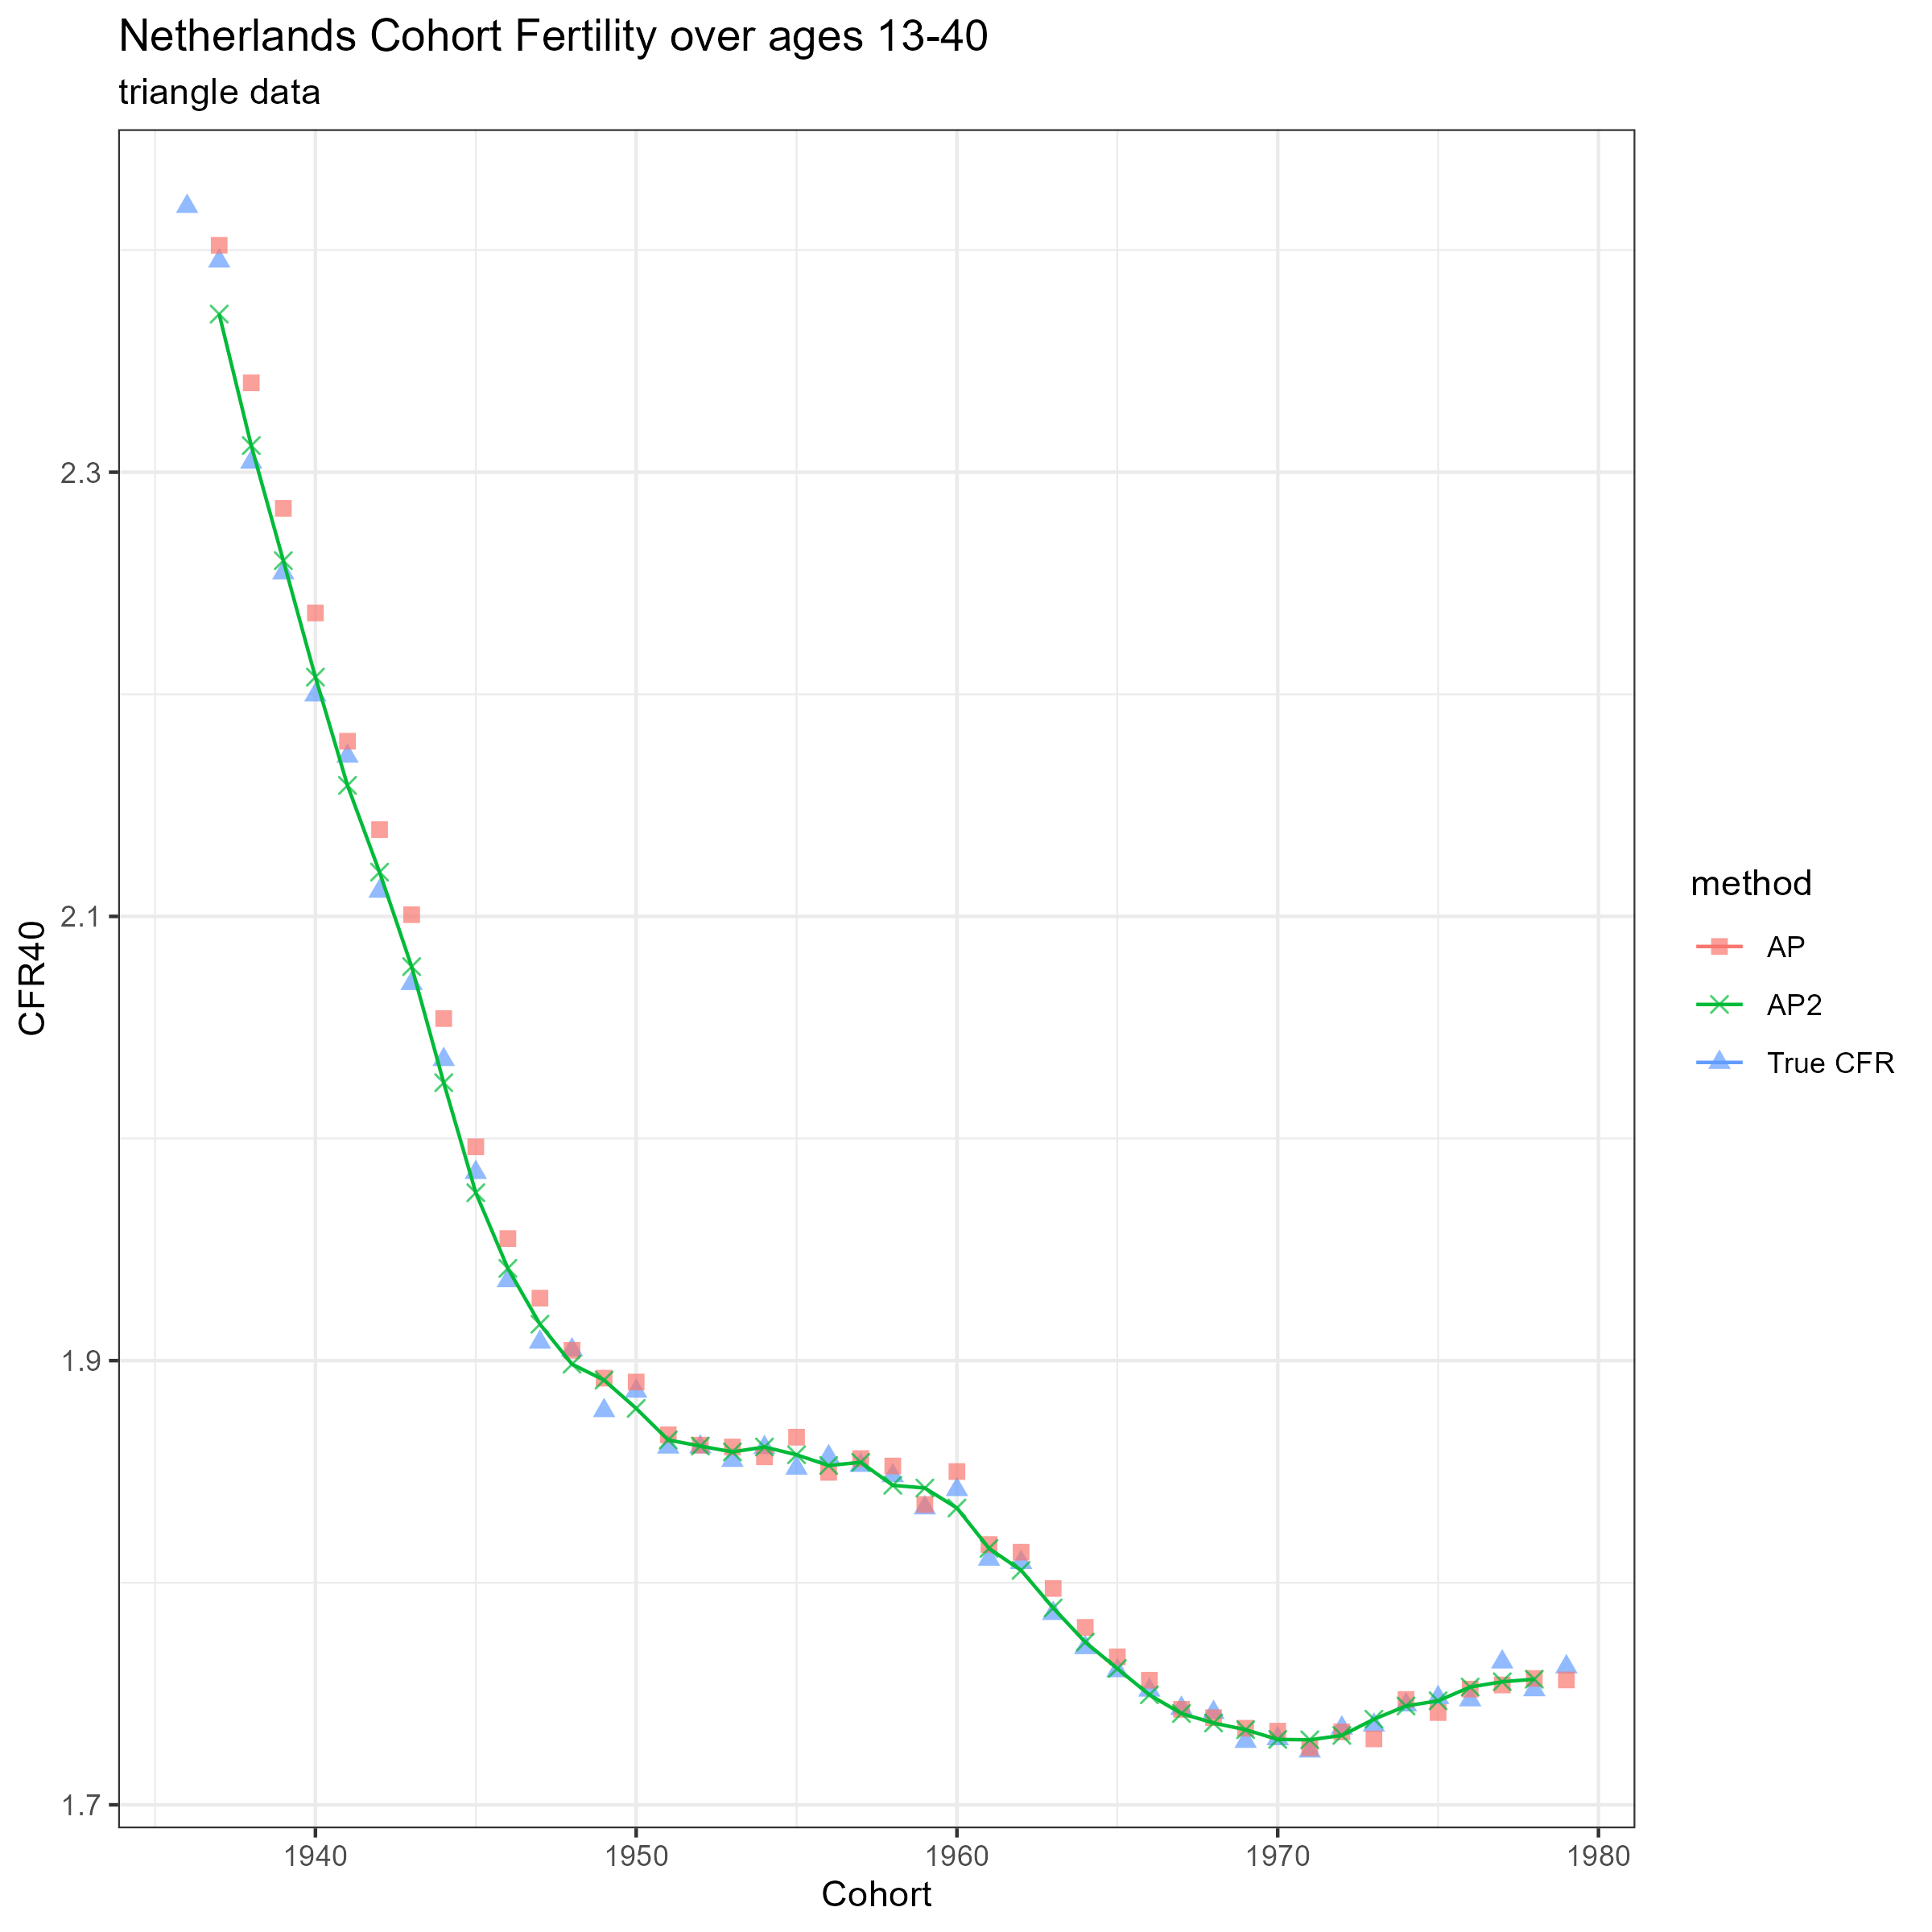 Netherlands Cohort Fertility over ages 13-40
triangle data
CFR40
2.3
2.1
1.9
1.7
1940 1950 1960 1970 1980
Cohort
method
AP
AP2
True CFR